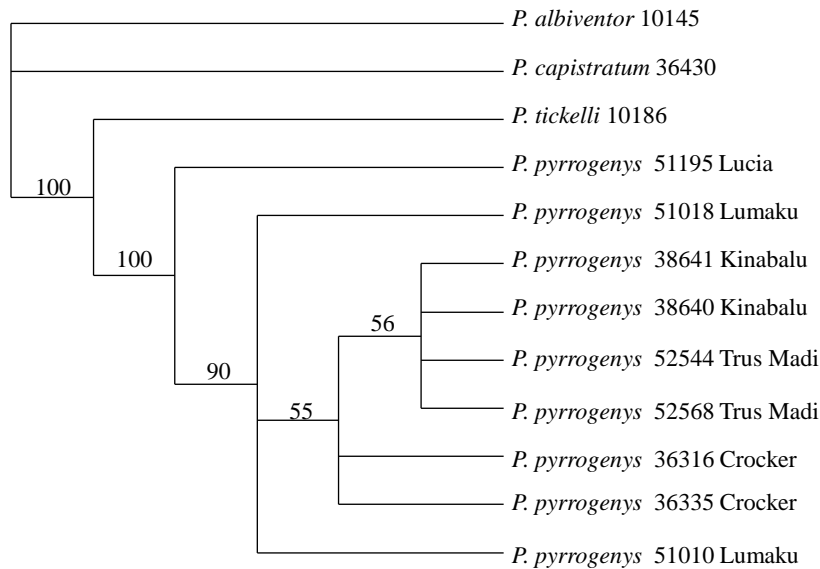 P. albiventor 10145
P. capistratum 36430
P. tickelli 10186
P. pyrrogenys 51195 Lucia
100
P. pyrrogenys 51018 Lumaku
100
P. pyrrogenys 38641 Kinabalu
P. pyrrogenys 38640 Kinabalu
56
P. pyrrogenys 52544 Trus Madi
90
P. pyrrogenys 52568 Trus Madi
55
P. pyrrogenys 36316 Crocker
P. pyrrogenys 36335 Crocker
P. pyrrogenys 51010 Lumaku